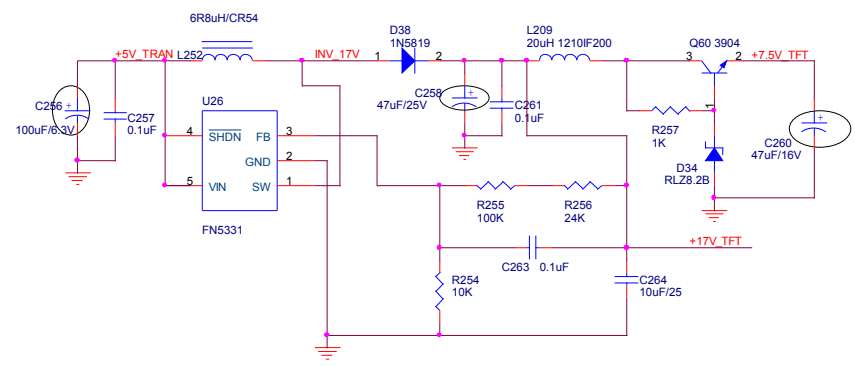 6R8uH/CR54
+5V_TRAN
L252
INV_17V
1
D38
1N5819
2
L209
20uH 1210IF200
Q60 3904
3
2
+7.5V_TFT
1
C256
100uF/6.3V
+
C257
0.1uF
U26
4
SHDN
FB
3
GND
2
5
VIN
SW
1
FN5331
C258
47uF/25V
+
C261
0.1uF
R257
1K
D34
RLZ8.2B
C260
47uF/16V
+
R255
100K
R256
24K
C263 0.1uF
R254
10K
+17V_TFT
C264
10uF/25